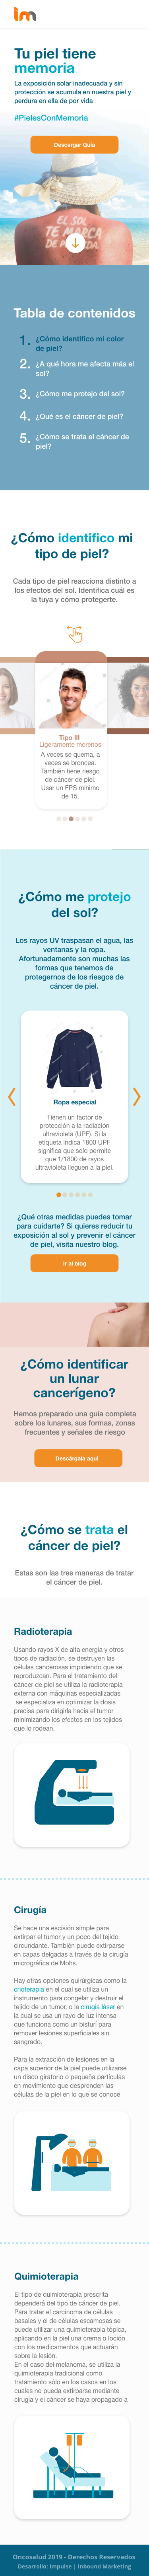 im
Tu piel tiene
memoria
La exposición solar inadecuada y sin
protección se acumula en nuestra piel y
perdura en ella de por vida
#PielesConMemoria
Descargar Guía
EL SOL
TE MARCA
DE VIDA
Tabla de contenidos
1. ¿Cómo identifico mi color
de piel?
2. ¿A qué hora me afecta más el
sol?
3. ¿Cómo me protejo del sol?
4. ¿Qué es el cáncer de piel?
5. ¿Cómo se trata el cáncer de
piel?
¿Cómo identifico mi
tipo de piel?
Cada tipo de piel reacciona distinto a
los efectos del sol. Identifica cuál es
la tuya y cómo protegerte.
Tipo III
Ligeramente morenos
A veces se quema, a
veces se broncea.
También tiene riesgo
de cáncer de piel.
Usar un FPS mínimo
de 15.
¿Cómo me protejo
del sol?
Los rayos UV traspasan el agua, las
ventanas y la ropa.
Afortunadamente son muchas las
formas que tenemos de
protegernos de los riesgos de
cáncer de piel.
Ropa especial
Tienen un factor de
protección a la radiación
ultravioleta (UPF). Si la
etiqueta indica 1800 UPF
significa que solo permite
que 1/1800 de rayos
ultravioleta lleguen a la piel.
¿Qué otras medidas puedes tomar
para cuidarte? Si quieres reducir tu
exposición al sol y prevenir el cáncer
de piel, visita nuestro blog.
Ir al blog
¿Cómo identificar
un lunar
cancerígeno?
Hemos preparado una guía completa
sobre los lunares, sus formas, zonas
frecuentes y señales de riesgo
Descárgala aquí
¿Cómo se trata el
cáncer de piel?
Estas son las tres maneras de tratar
el cáncer de piel.
Radioterapia
Usando rayos X de alta energía y otros
tipos de radiación, se destruyen las
células cancerosas impidiendo que se
reproduzcan. Para el tratamiento del
cáncer de piel se utiliza la radioterapia
externa con máquinas especializadas
se especializa en optimizar la dosis
precisa para dirigirla hacia el tumor
minimizando los efectos en los tejidos
que lo rodean.
Cirugía
Se hace una escisión simple para
extirpar el tumor y un poco del tejido
circundante. También puede extirparse
en capas delgadas a través de la cirugía
micrográfica de Mohs.
Hay otras opciones quirúrgicas como la
crioterapia en el cual se utiliza un
instrumento para congelar y destruir el
tejido de un tumor, o la cirugía láser en
la cual se usa un rayo de luz intensa
que funciona como un bisturí para
remover lesiones superficiales sin
sangrado.
Para la extracción de lesiones en la
capa superior de la piel puede utilizarse
un disco giratorio o pequeña partículas
en movimiento que desprenden las
células de la piel en lo que se conoce
Quimioterapia
El tipo de quimioterapia prescrita
dependerá del tipo de cáncer de piel.
Para tratar el carcinoma de células
basales y el de células escamosas se
puede utilizar una quimioterapia tópica,
aplicando en la piel una crema o loción
con los medicamentos que actuarán
sobre la lesión.
En el caso del melanoma, se utiliza la
quimioterapia tradicional como
tratamiento sólo en los casos en los
cuales no pueda extirparse mediante
cirugía y el cáncer se haya propagado a
Oncosalud 2019 - Derechos Reservados
Desarrollo: Impulse | Inbound Marketing